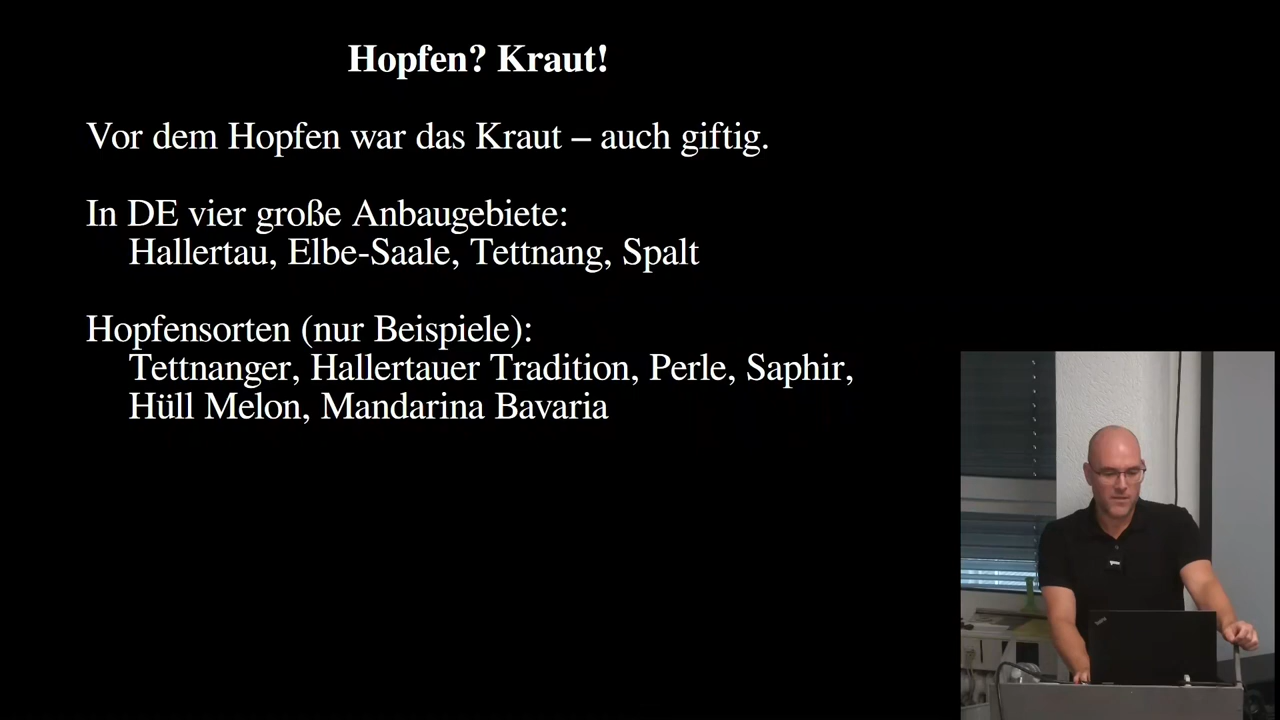 Hopfen? Kraut!
Vor dem Hopfen war das Kraut – auch giftig.
In DE vier große Anbaugebiete:
Hallertau, Elbe-Saale, Tettnang, Spalt
Hopfensorten (nur Beispiele):
Tettnanger, Hallertauer Tradition, Perle, Saphir,
Hüll Melon, Mandarina Bavaria